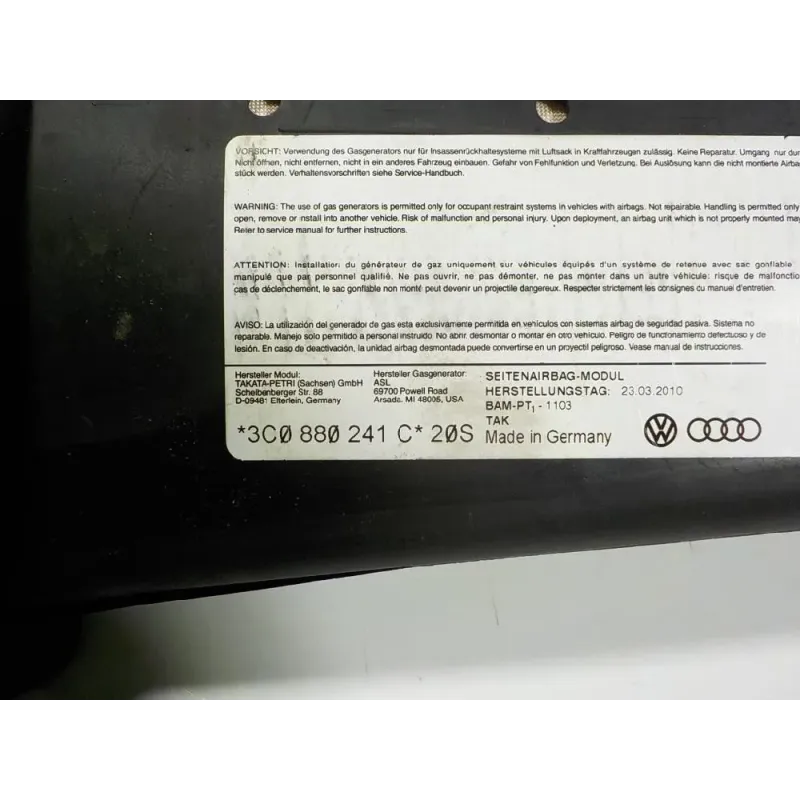 VORSICHT: Verwendung des Gasgenerators nur für Insassenrückhaltesysteme mit Luftsack in Kraftfahrzeugen zulässig. Keine Reparatur. Umgang nur dur
Nicht öffnen, nicht entfernen, nicht in ein anderes Fahrzeug einbauen. Gefahr von Fehlfunktion und Verletzung. Bei Auslösung kann die nicht montierte Airba
stück werden. Verhaltensvorschriften siehe Service-Handbuch.
WARNING: The use of gas generators is permitted only for occupant restraint systems in vehicles with airbags. Not repairable. Handling is permitted only
open, remove or install into another vehicle. Risk of malfunction and personal injury. Upon deployment, an airbag unit which is not properly mounted may
Refer to service manual for further instructions.
ATTENTION: Installation du générateur de gaz uniquement sur véhicules équipés d'un système de retenue avec sac gonflable
manipulé que par personnel qualifié. Ne pas ouvrir, ne pas démonter, ne pas monter dans un autre véhicule: risque de malfonctio
cas de déclenchement, le sac gonflable non monté peut devenir un projectile dangereux. Respecter strictement les consignes du manuel d'entretien.
AVISO: La utilización del generador de gas esta exclusivamente permitida en vehículos con sistemas airbag de seguridad pasiva. Sistema no
reparable. Manejo solo permitido a personal instruido. No abrir desmontar o montar en otro vehículo. Peligro de funcionamiento defectuoso y de
lesión. En caso de deactivación, la unidad airbag desmontada puede convertirse en un proyectil peligroso. Vease manual de instrucciones.
Hersteller Modul:
TAKATA-PETRI (Sachsen) GmbH
Scheibenberger Str. 88
D-09481 Elterlein, Germany
Hersteller Gasgenerator:
ASL
69700 Powell Road
Armada, MI 48005, USA
*3C0 880 241 C* 20S
SEITENAIRBAG-MODUL
HERSTELLUNGSTAG: 23.03.2010
BAM-PT₁ - 1103
TAK
Made in Germany